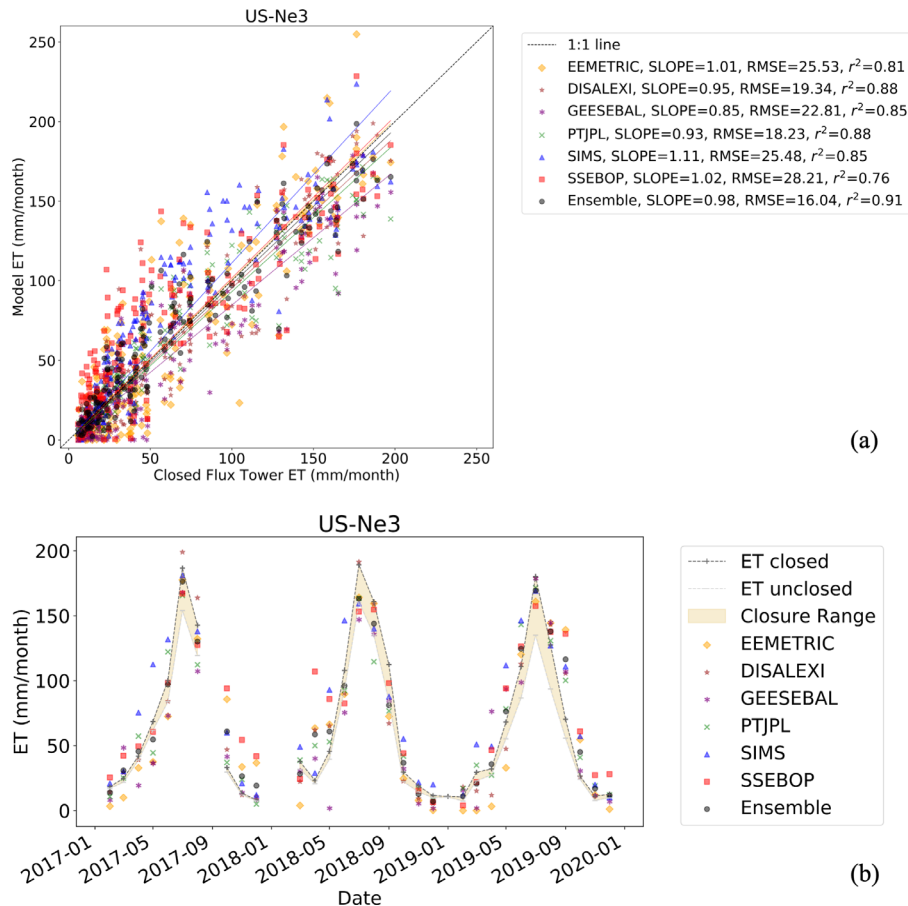 US-Ne3
250
200
150
100
50
0
Model ET (mm/month)
0 50 100 150 200 250
Closed Flux Tower ET (mm/month)
1:1 line
EEMETRIC, SLOPE=1.01, RMSE=25.53, r²=0.81
DISALEXI, SLOPE=0.95, RMSE=19.34, r²=0.88
GEESEBAL, SLOPE=0.85, RMSE=22.81, r²=0.85
PTJPL, SLOPE=0.93, RMSE=18.23, r²=0.88
SIMS, SLOPE=1.11, RMSE=25.48, r²=0.85
SSEBOP, SLOPE=1.02, RMSE=28.21, r²=0.76
Ensemble, SLOPE=0.98, RMSE=16.04, r²=0.91
(a)
US-Ne3
200
150
100
50
0
ET (mm/month)
2017-01 2017-05 2017-09 2018-01 2018-05 2018-09 2019-01 2019-05 2019-09 2020-01
Date
ET closed
ET unclosed
Closure Range
EEMETRIC
DISALEXI
GEESEBAL
PTJPL
SIMS
SSEBOP
Ensemble
(b)